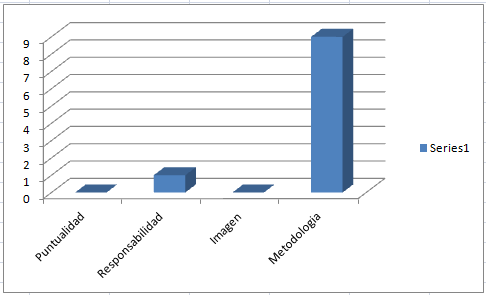 9
8
7
6
5
4
3
2
1
0
Puntualidad
Responsabilidad
Imagen
Metodologia
Series1